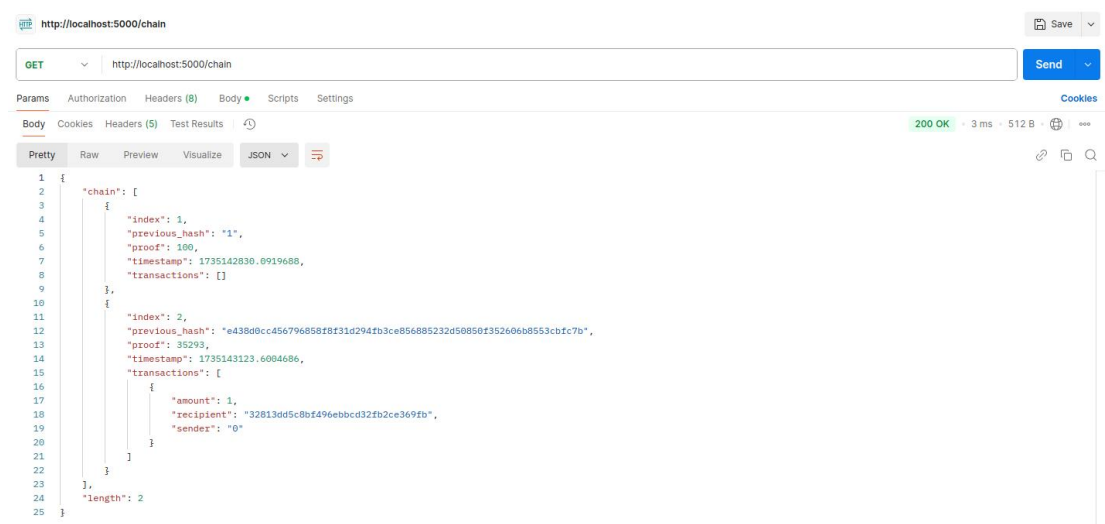 HTTP http://localhost:5000/chain Save
GET http://localhost:5000/chain Send
Params Authorization Headers (8) Body Scripts Settings Cookies
Body Cookies Headers (5) Test Results 200 OK 3 ms 512 B
Pretty Raw Preview Visualize JSON
1 {
2 "chain": [
3 {
4 "index": 1,
5 "previous_hash": "1",
6 "proof": 100,
7 "timestamp": 1735142830.0919688,
8 "transactions": []
9 },
10 {
11 "index": 2,
12 "previous_hash": "e438d0cc456796858f8f31d294fb3ce856885232d50850f352606b8553cbfc7b",
13 "proof": 35293,
14 "timestamp": 1735143123.6004686,
15 "transactions": [
16 {
17 "amount": 1,
18 "recipient": "32813dd5c8bf496ebbcd32fb2ce369fb",
19 "sender": "0"
20 }
21 ]
22 }
23 ],
24 "length": 2
25 }